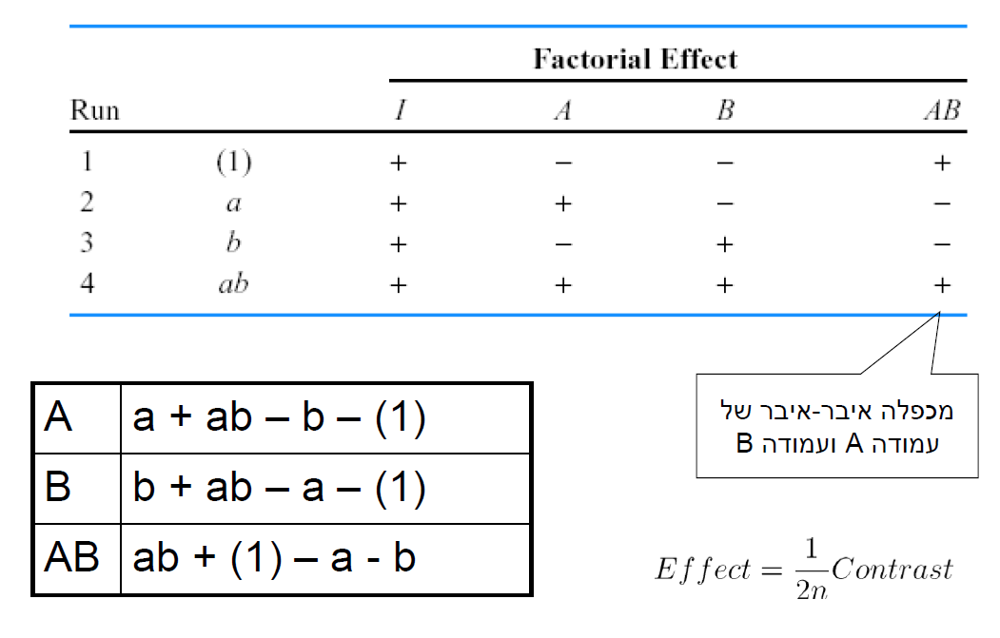 Factorial Effect
Run I A B AB
1 (1) + − − +
2 a + + − −
3 b + − + −
4 ab + + + +
מכפלה איבר-איבר של
עמודה A ועמודה B
A a + ab – b – (1)
B b + ab – a – (1)
AB ab + (1) – a - b
Effect = 1/2n Contrast